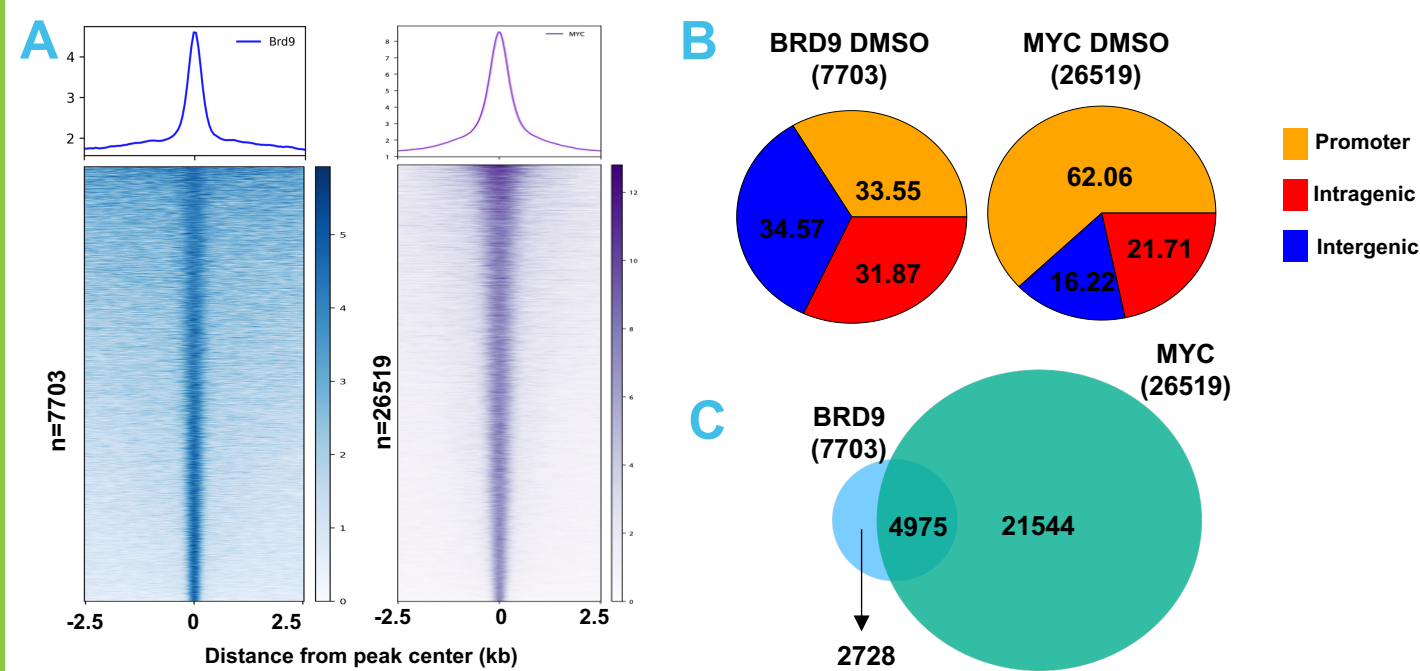 A
Brd9
4
3
2
MYC
8
7
6
5
4
3
2
1
n=7703
5
4
3
2
1
0
n=26519
12
10
8
6
4
2
0
-2.5
0
2.5
-2.5
0
2.5
Distance from peak center (kb)
B
BRD9 DMSO
(7703)
33.55
34.57
31.87
MYC DMSO
(26519)
62.06
21.71
16.22
Promoter
Intragenic
Intergenic
C
BRD9
(7703)
MYC
(26519)
4975
21544
2728